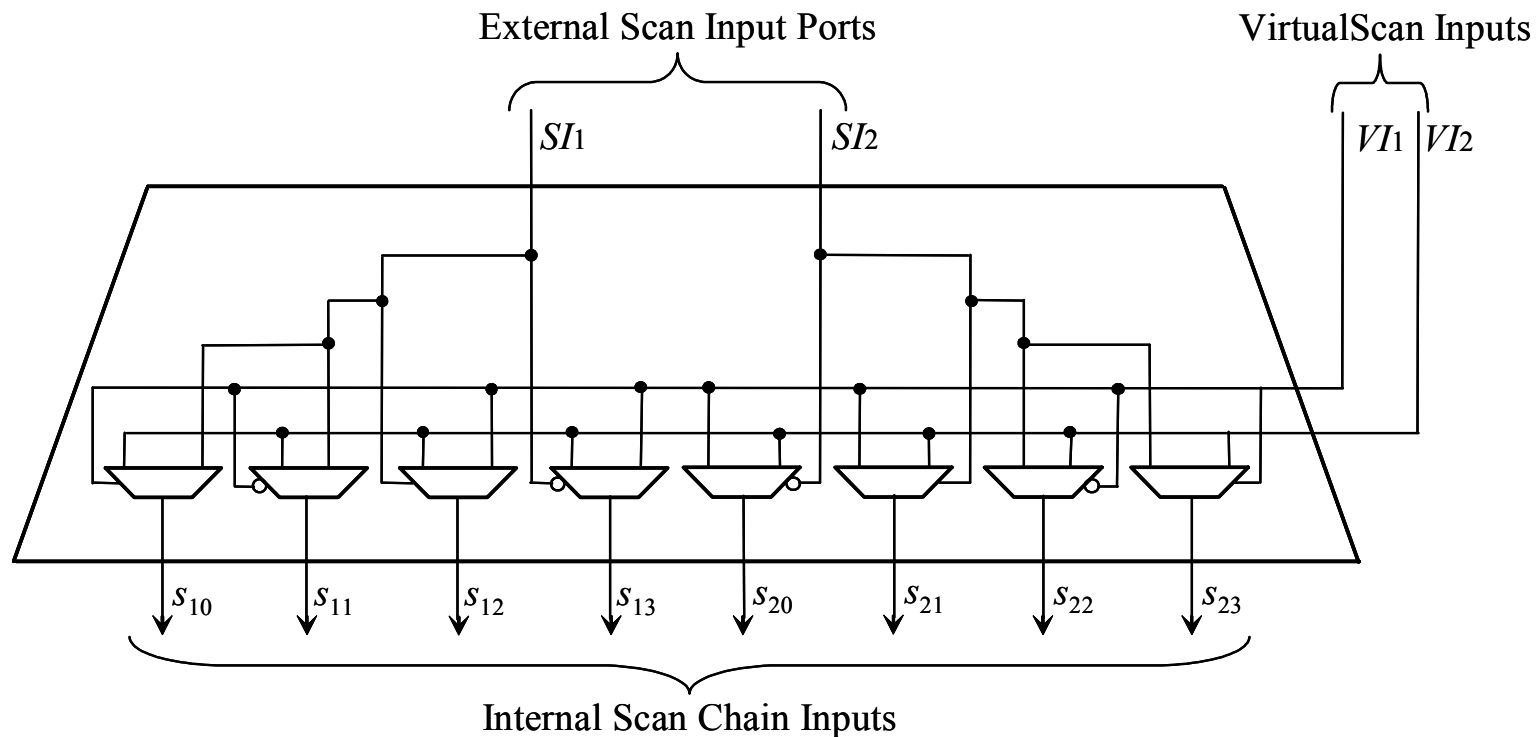 External Scan Input Ports
VirtualScan Inputs
SI1
SI2
VI1
VI2
s10
s11
s12
s13
s20
s21
s22
s23
Internal Scan Chain Inputs